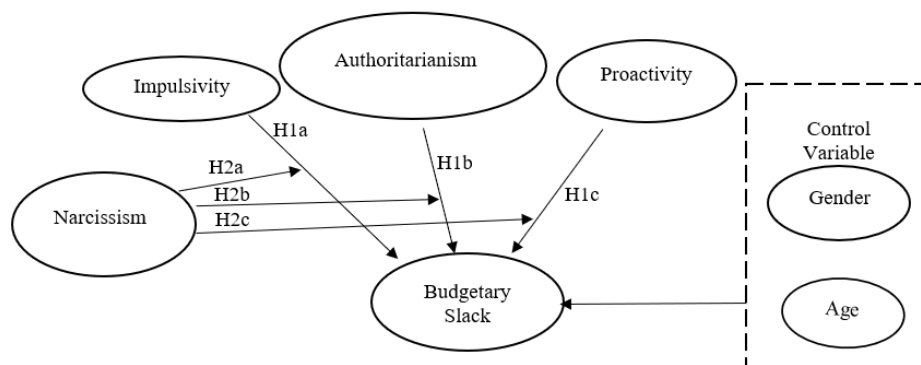 Authoritarianism
Impulsivity
Proactivity
H1a
H1b
H1c
H2a
H2b
H2c
Narcissism
Budgetary
Slack
Control
Variable
Gender
Age